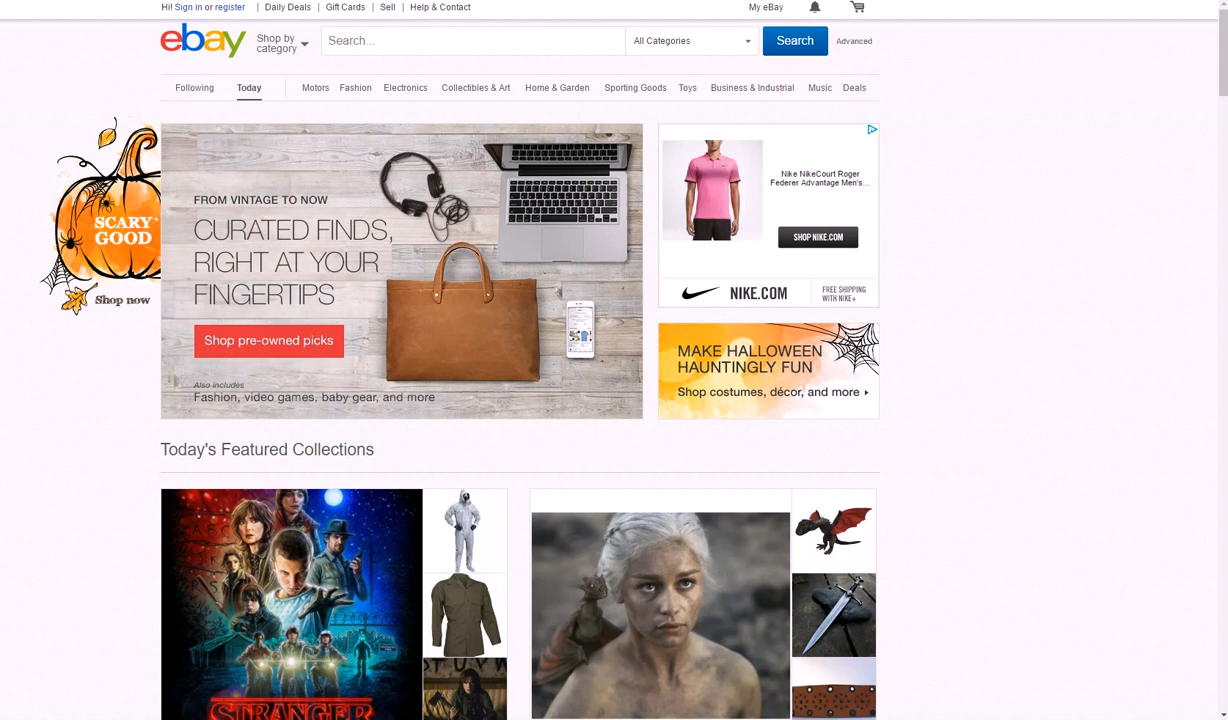 Hi! Sign in or register
Daily Deals
Gift Cards
Sell
Help & Contact
My eBay
ebay
Shop by
category
Search...
All Categories
Search
Advanced
Following
Today
Motors
Fashion
Electronics
Collectibles & Art
Home & Garden
Sporting Goods
Toys
Business & Industrial
Music
Deals
SCARY
GOOD
Shop now
FROM VINTAGE TO NOW
CURATED FINDS,
RIGHT AT YOUR
FINGERTIPS
Shop pre-owned picks
Also includes
Fashion, video games, baby gear, and more
Nike NikeCourt Roger
Federer Advantage Men's...
SHOP NIKE.COM
NIKE.COM
FREE SHIPPING
WITH NIKE+
MAKE HALLOWEEN
HAUNTINGLY FUN
Shop costumes, décor, and more
Today's Featured Collections
STRANGER